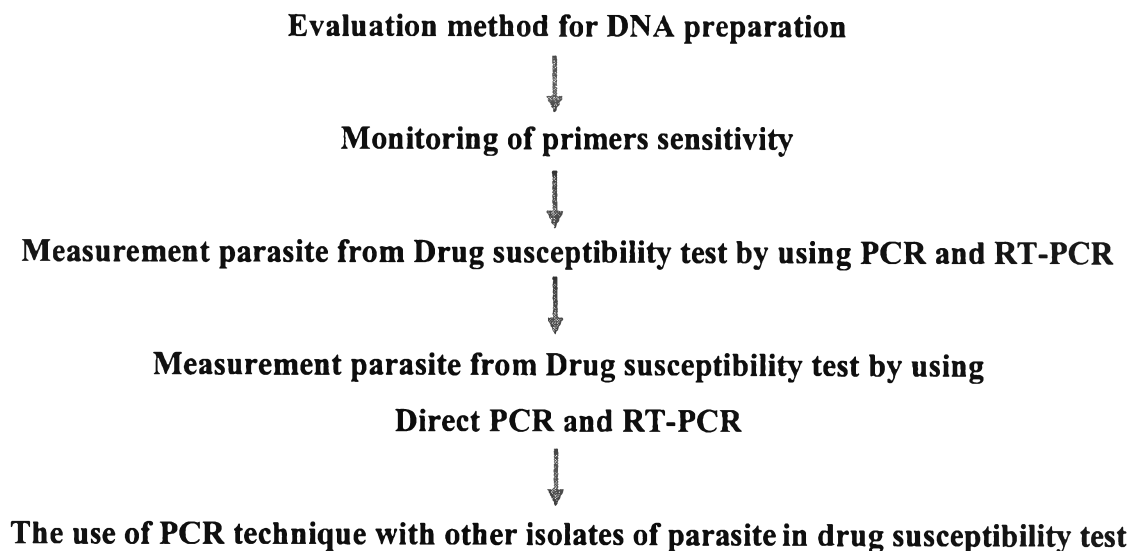 Evaluation method for DNA preparation
Monitoring of primers sensitivity
Measurement parasite from Drug susceptibility test by using PCR and RT-PCR
Measurement parasite from Drug susceptibility test by using
Direct PCR and RT-PCR
The use of PCR technique with other isolates of parasite in drug susceptibility test